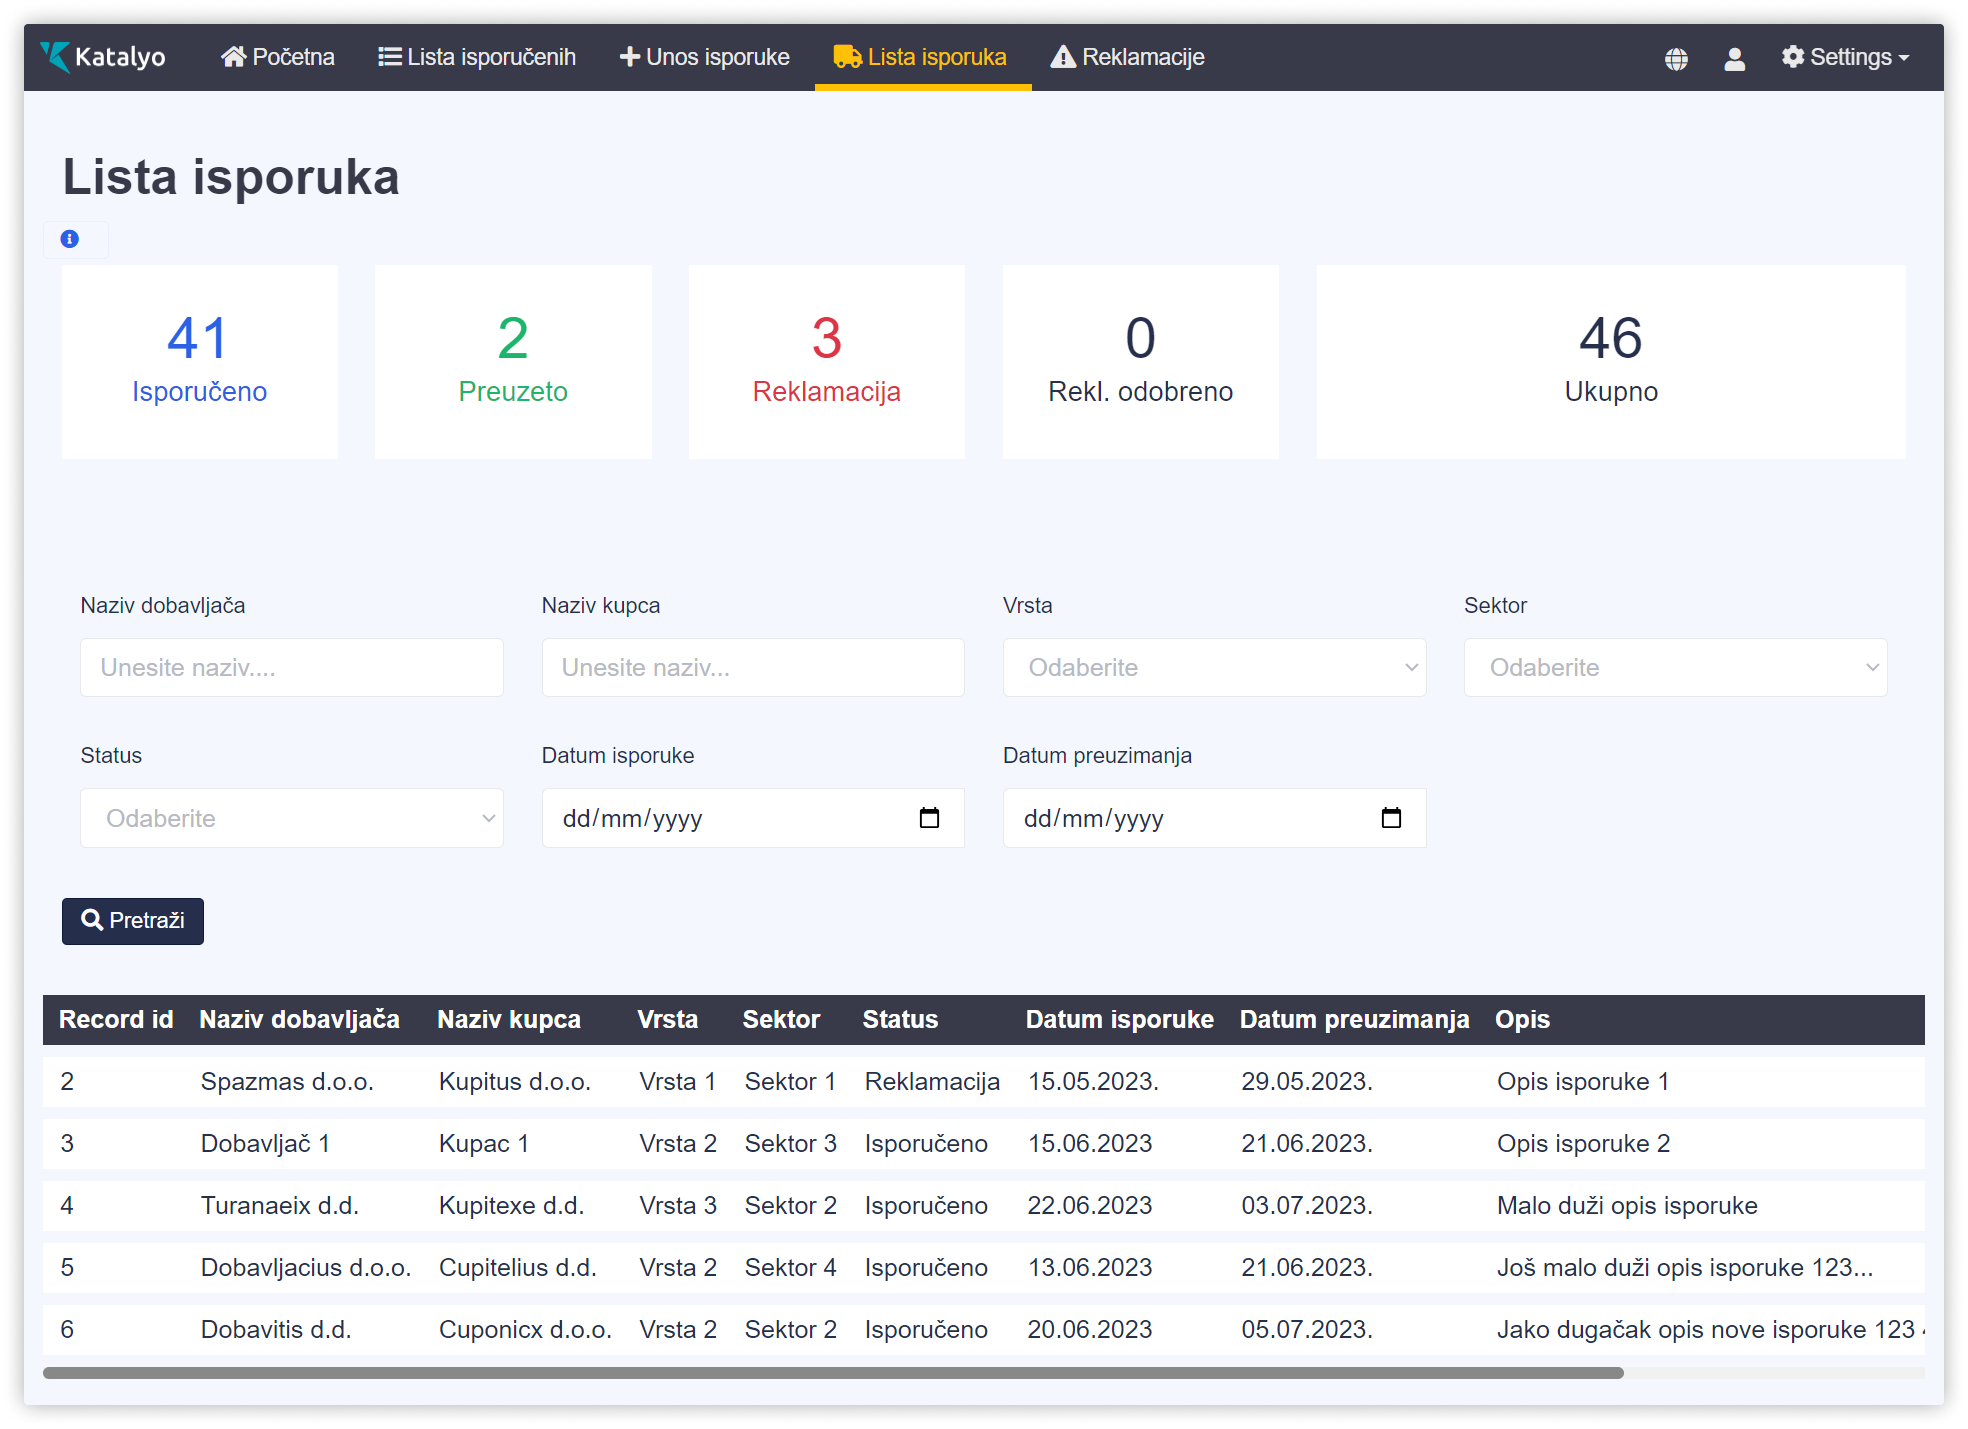 Katalyo Početna Lista isporučenih Unos isporuke Lista isporuka Reklamacije Settings
Lista isporuka
41 2 3 0 46
Isporučeno Preuzeto Reklamacija Rekl. odobreno Ukupno
Naziv dobavljača Naziv kupca Vrsta Sektor
Unesite naziv.... Unesite naziv... Odaberite Odaberite
Status Datum isporuke Datum preuzimanja
Odaberite dd/mm/yyyy dd/mm/yyyy
Pretraži
Record id Naziv dobavljača Naziv kupca Vrsta Sektor Status Datum isporuke Datum preuzimanja Opis
2 Spazmas d.o.o. Kupitus d.o.o. Vrsta 1 Sektor 1 Reklamacija 15.05.2023. 29.05.2023. Opis isporuke 1
3 Dobavljač 1 Kupac 1 Vrsta 2 Sektor 3 Isporučeno 15.06.2023 21.06.2023. Opis isporuke 2
4 Turanaeix d.d. Kupitexe d.d. Vrsta 3 Sektor 2 Isporučeno 22.06.2023 03.07.2023. Malo duži opis isporuke
5 Dobavljacius d.o.o. Cupitelius d.d. Vrsta 2 Sektor 4 Isporučeno 13.06.2023 21.06.2023. Još malo duži opis isporuke 123...
6 Dobavitis d.d. Cuponicx d.o.o. Vrsta 2 Sektor 2 Isporučeno 20.06.2023 05.07.2023. Jako dugačak opis nove isporuke 123